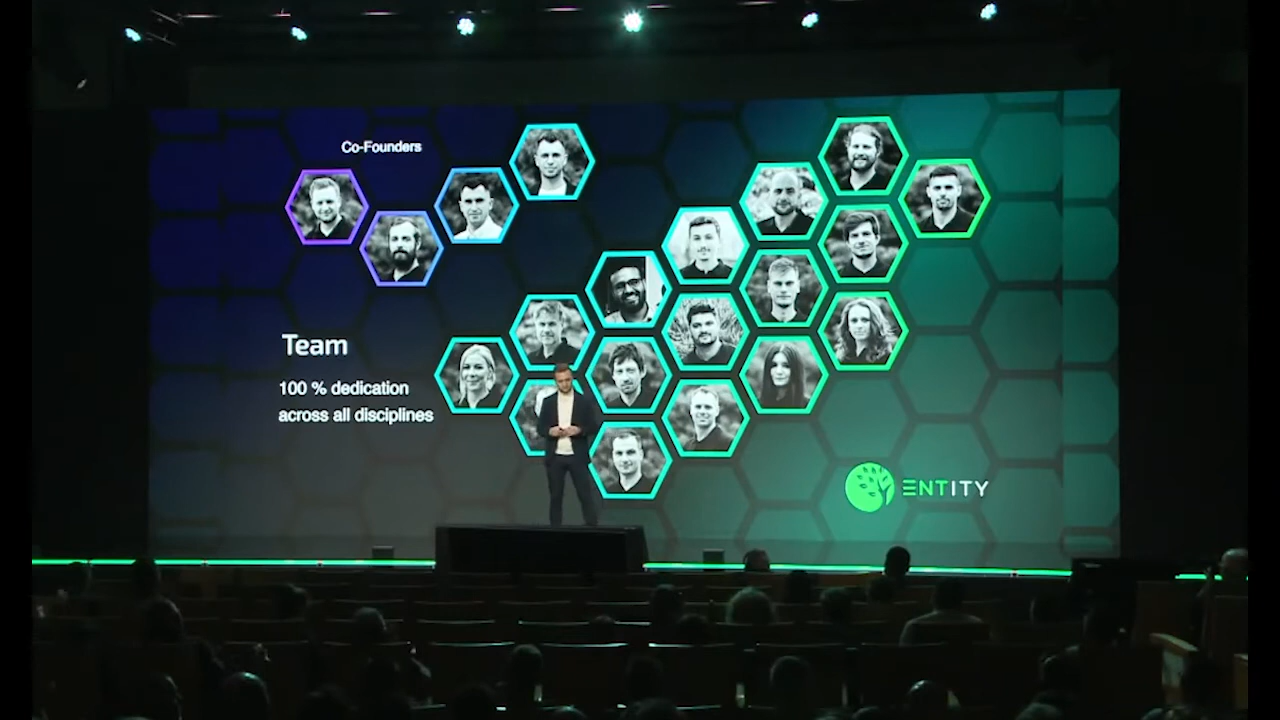 Co-Founders
Team
100 % dedication
across all disciplines
ENTITY